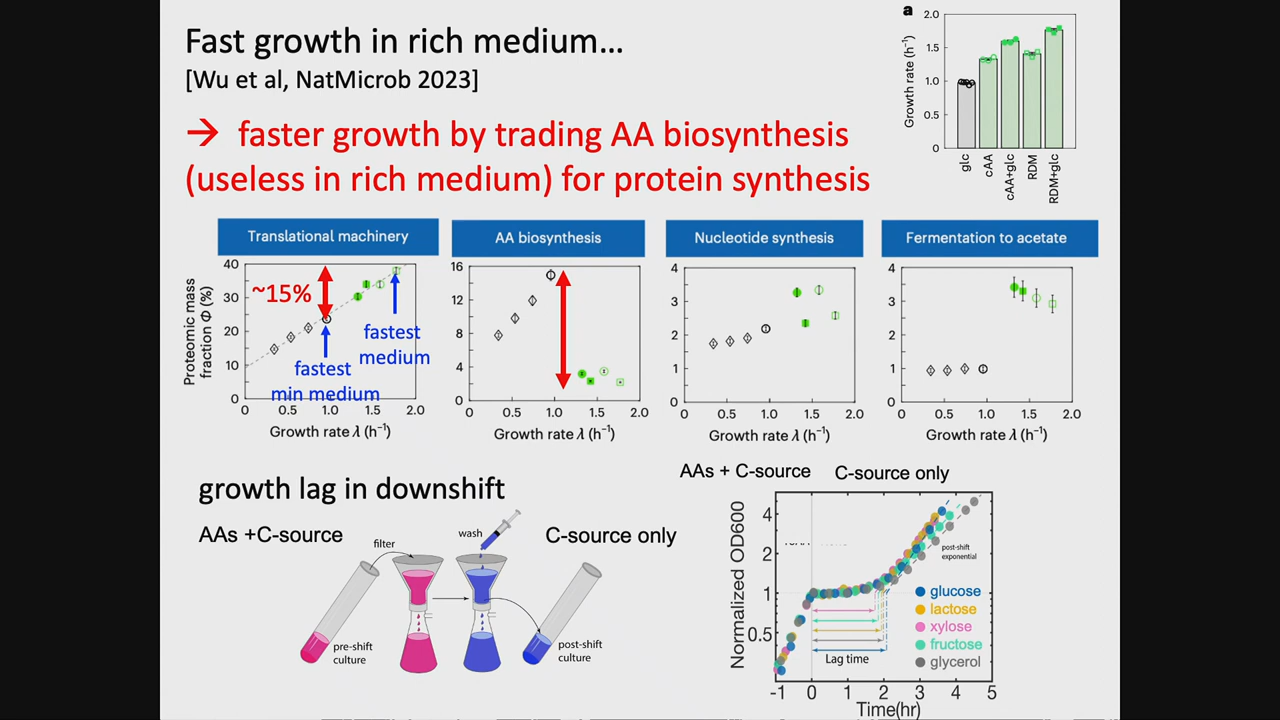 Fast growth in rich medium…
[Wu et al, NatMicrob 2023]
→ faster growth by trading AA biosynthesis
(useless in rich medium) for protein synthesis
a
Growth rate (h⁻¹)
2.0
1.5
1.0
0.5
0
glc
cAA
cAA+glc
RDM
RDM+glc
Translational machinery
Proteomic mass
fraction Φ (%)
40
30
20
10
0
~15%
fastest
medium
fastest
min medium
0
0.5
1.0
1.5
2.0
Growth rate λ (h⁻¹)
AA biosynthesis
16
12
8
4
0
0
0.5
1.0
1.5
2.0
Growth rate λ (h⁻¹)
Nucleotide synthesis
4
3
2
1
0
0
0.5
1.0
1.5
2.0
Growth rate λ (h⁻¹)
Fermentation to acetate
4
3
2
1
0
0
0.5
1.0
1.5
2.0
Growth rate λ (h⁻¹)
growth lag in downshift
AAs +C-source
C-source only
filter
wash
pre-shift
culture
post-shift
culture
AAs + C-source
C-source only
Normalized OD600
4
2
1
0.5
post-shift
exponential
glucose
lactose
xylose
fructose
glycerol
Lag time
-1
0
1
2
3
4
5
Time(hr)